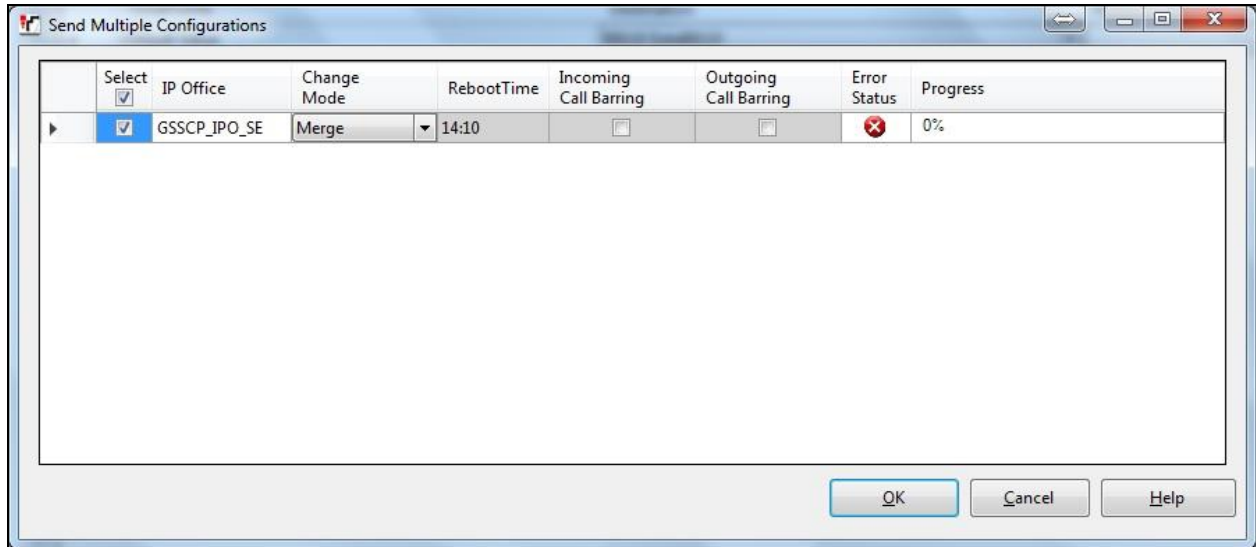 Send Multiple Configurations
Select IP Office Change Mode RebootTime Incoming Call Barring Outgoing Call Barring Error Status Progress
GSSCP_IPO_SE Merge 14:10 0%
OK Cancel Help